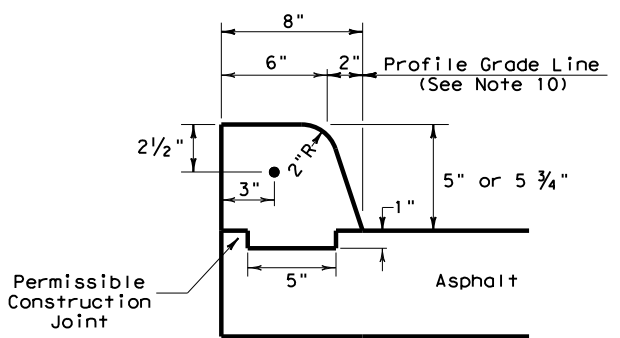 8"
6"
2"
Profile Grade Line
(See Note 10)
2½"
2"R
3"
5" or 5 ¾"
1"
5"
Permissible
Construction
Joint
Asphalt